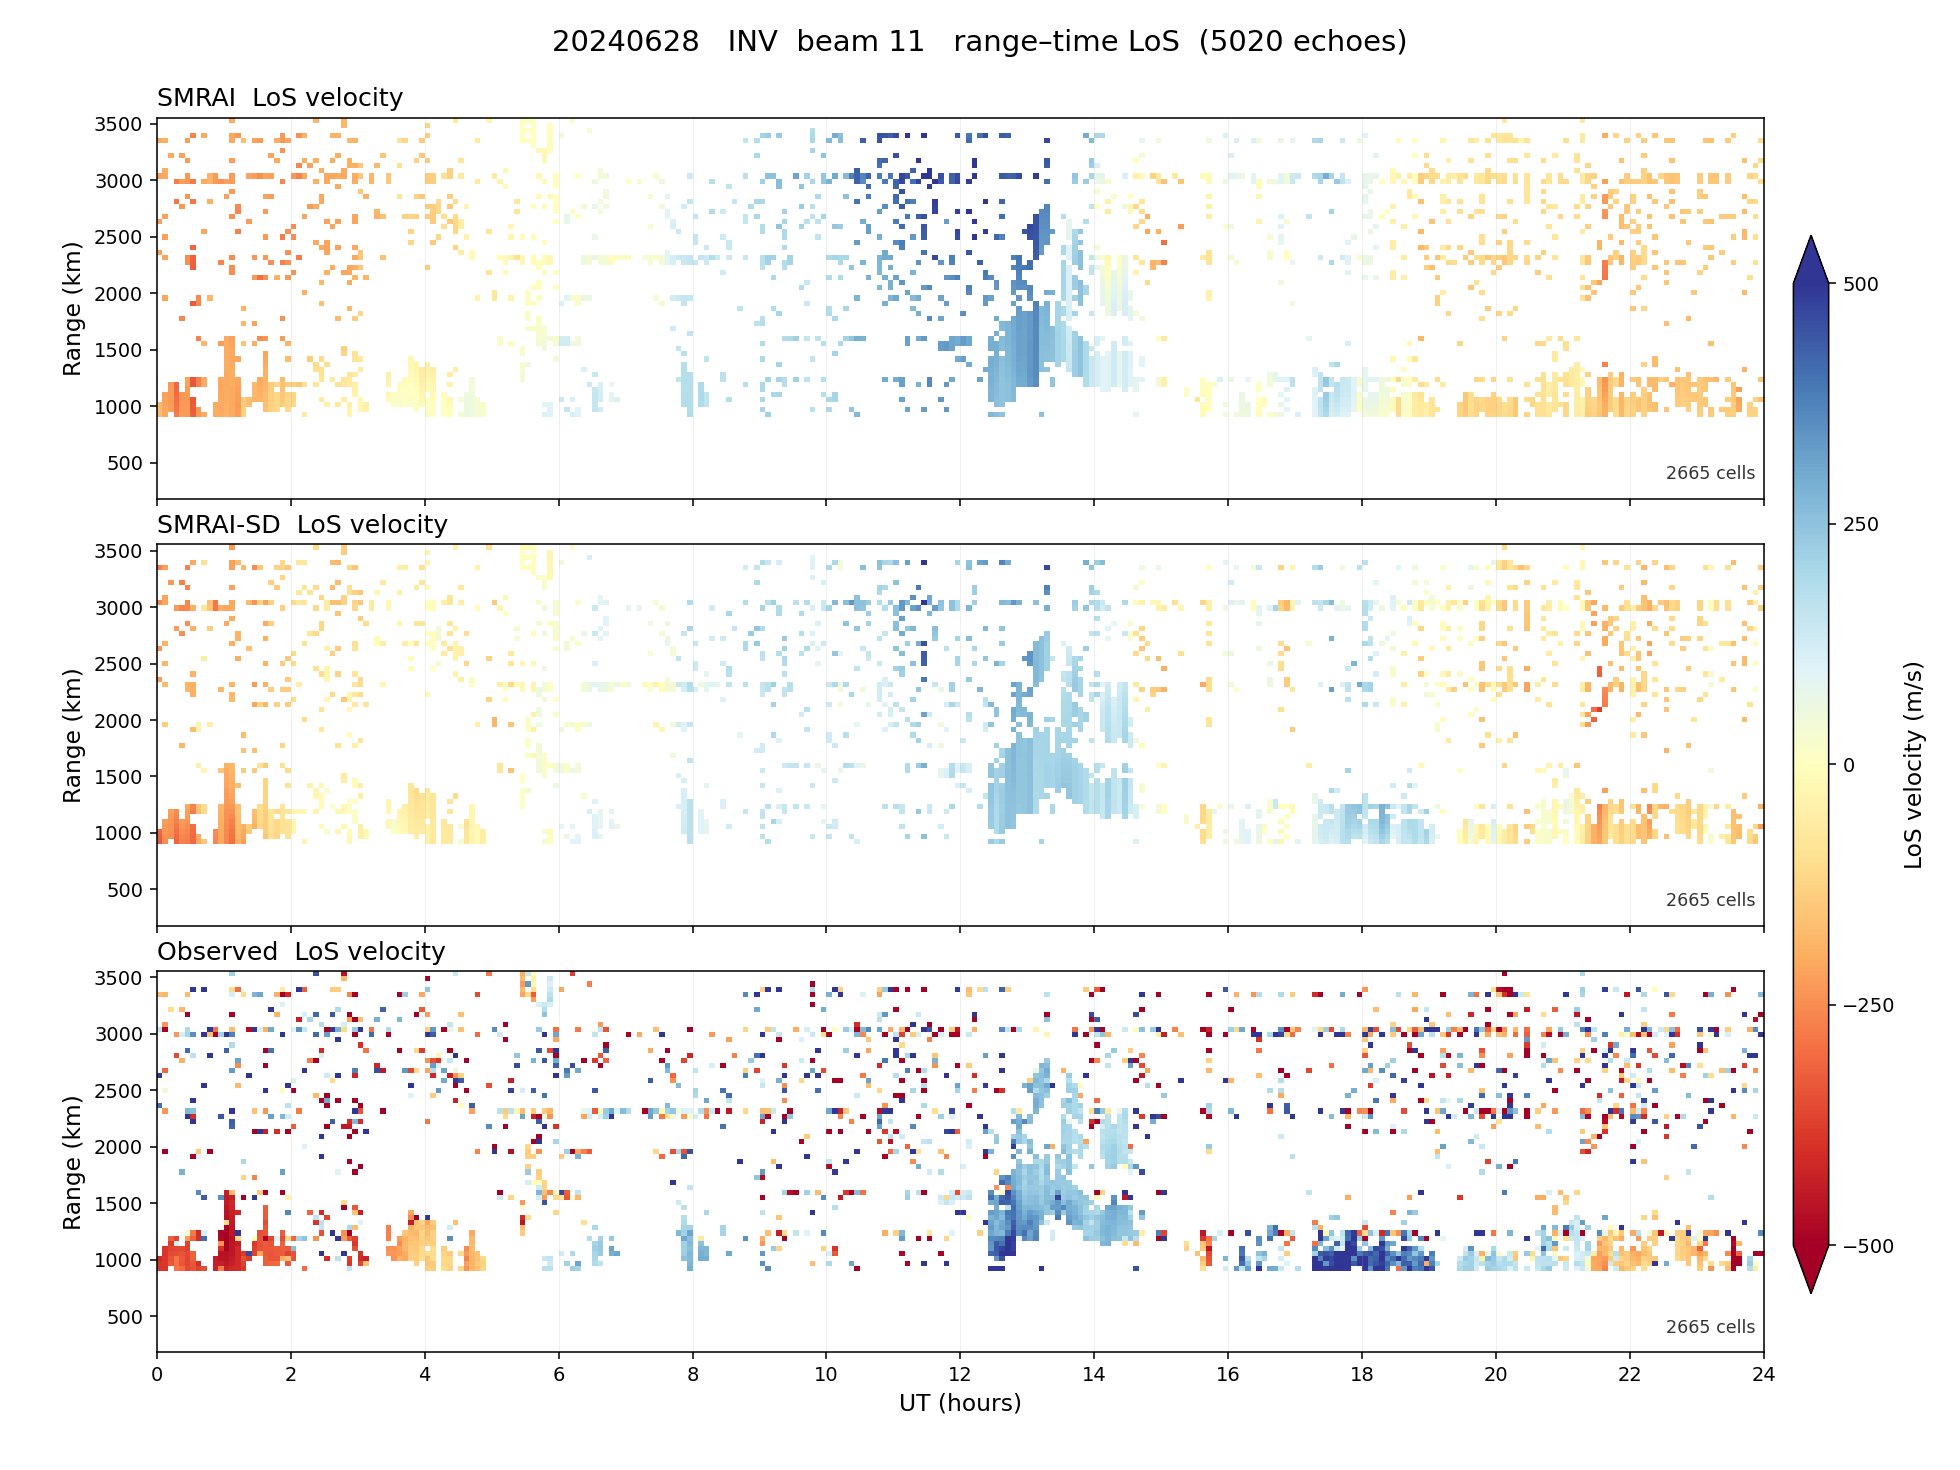 20240628   INV  beam 11   range–time LoS  (5020 echoes)
SMRAI  LoS velocity
3500
3000
2500
2000
1500
1000
500
Range (km)
2665 cells
SMRAI-SD  LoS velocity
3500
3000
2500
2000
1500
1000
500
Range (km)
2665 cells
Observed  LoS velocity
3500
3000
2500
2000
1500
1000
500
Range (km)
2665 cells
0 2 4 6 8 10 12 14 16 18 20 22 24
UT (hours)
500
250
0
−250
−500
LoS velocity (m/s)